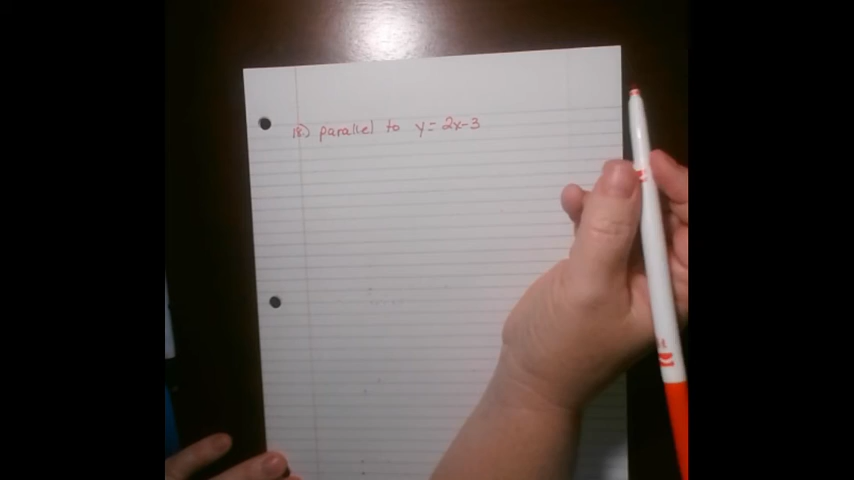 18) parallel to y = 2x-3